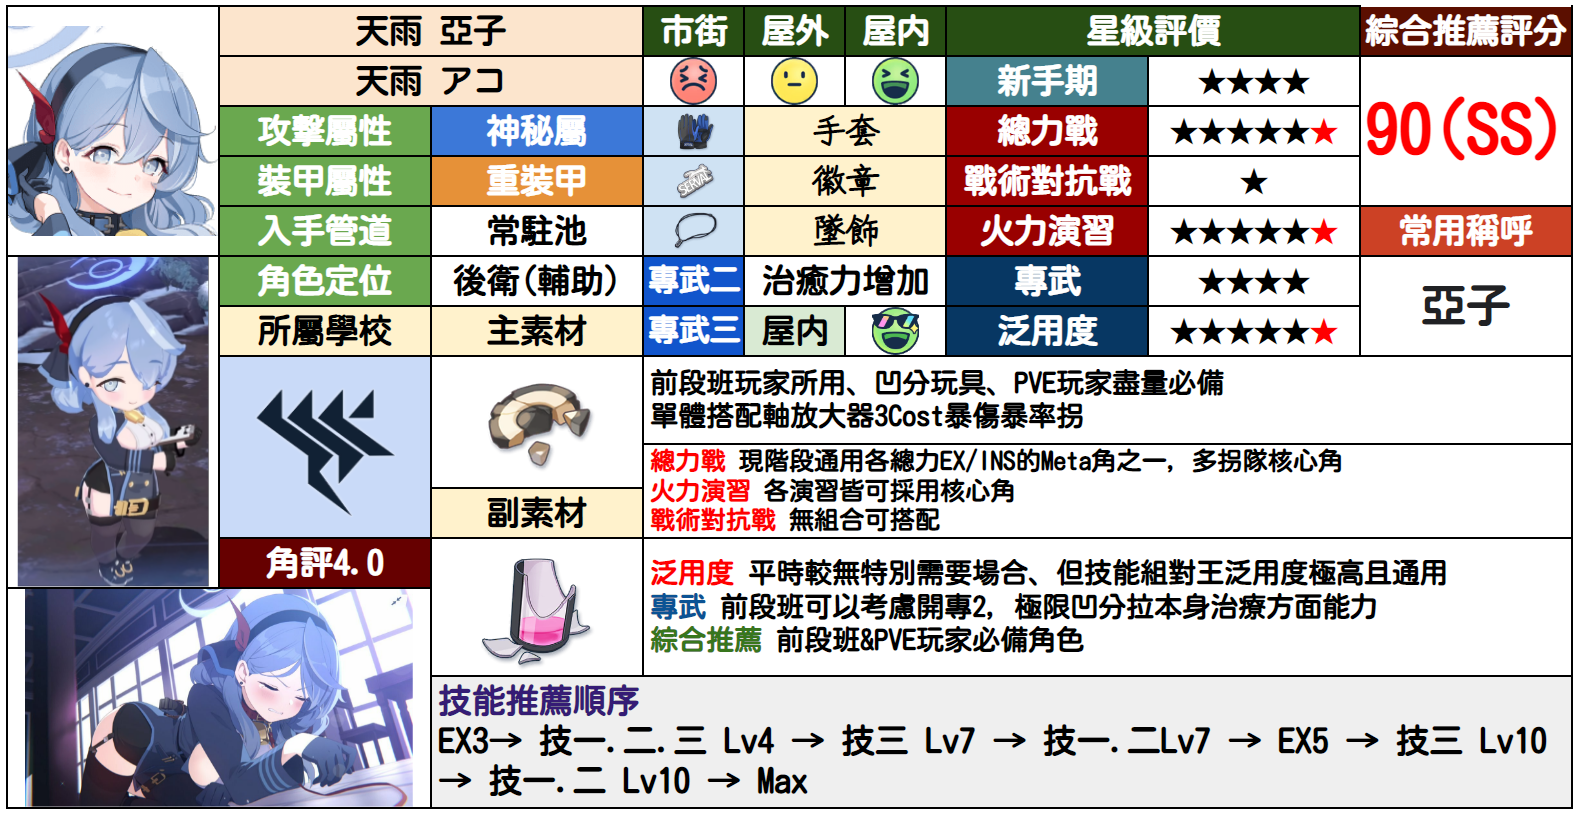 天雨 亞子
市街 屋外 屋內 星級評價 綜合推薦評分
天雨 アコ
新手期 ★★★★
90(SS)
攻擊屬性 神秘屬 手套 總力戰 ★★★★★★
裝甲屬性 重裝甲 SERVAL 徽章 戰術對抗戰 ★
入手管道 常駐池 墜飾 火力演習 ★★★★★★ 常用稱呼
角色定位 後衛(輔助) 專武二 治癒力增加 專武 ★★★★
亞子
所屬學校 主素材 專武三 屋內 泛用度 ★★★★★★
前段班玩家所用、凹分玩具、PVE玩家盡量必備
單體搭配軸放大器3Cost暴傷暴率拐
總力戰 現階段通用各總力EX/INS的Meta角之一, 多拐隊核心角
火力演習 各演習皆可採用核心角
戰術對抗戰 無組合可搭配
副素材
角評4.0
泛用度 平時較無特別需要場合、但技能組對王泛用度極高且通用
專武 前段班可以考慮開專2, 極限凹分拉本身治療方面能力
綜合推薦 前段班&PVE玩家必備角色
技能推薦順序
EX3→ 技一.二.三 Lv4 → 技三 Lv7 → 技一.二Lv7 → EX5 → 技三 Lv10
→ 技一.二 Lv10 → Max